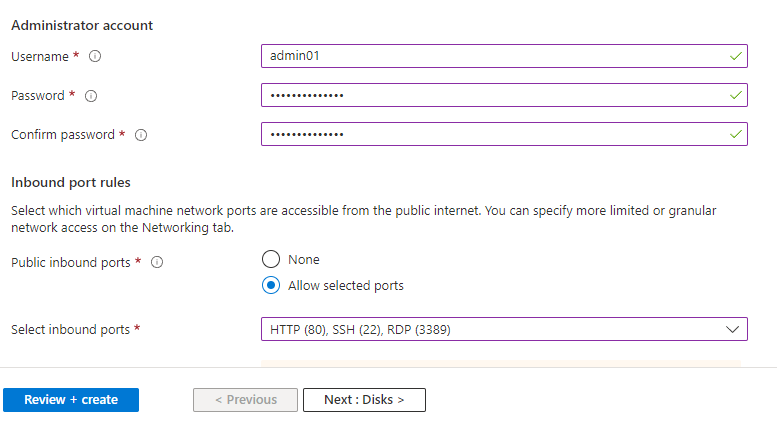 Administrator account
Username *
admin01
Password *
••••••••••••••
Confirm password *
••••••••••••••
Inbound port rules
Select which virtual machine network ports are accessible from the public internet. You can specify more limited or granular
network access on the Networking tab.
Public inbound ports *
None
Allow selected ports
Select inbound ports *
HTTP (80), SSH (22), RDP (3389)
Review + create
< Previous
Next : Disks >